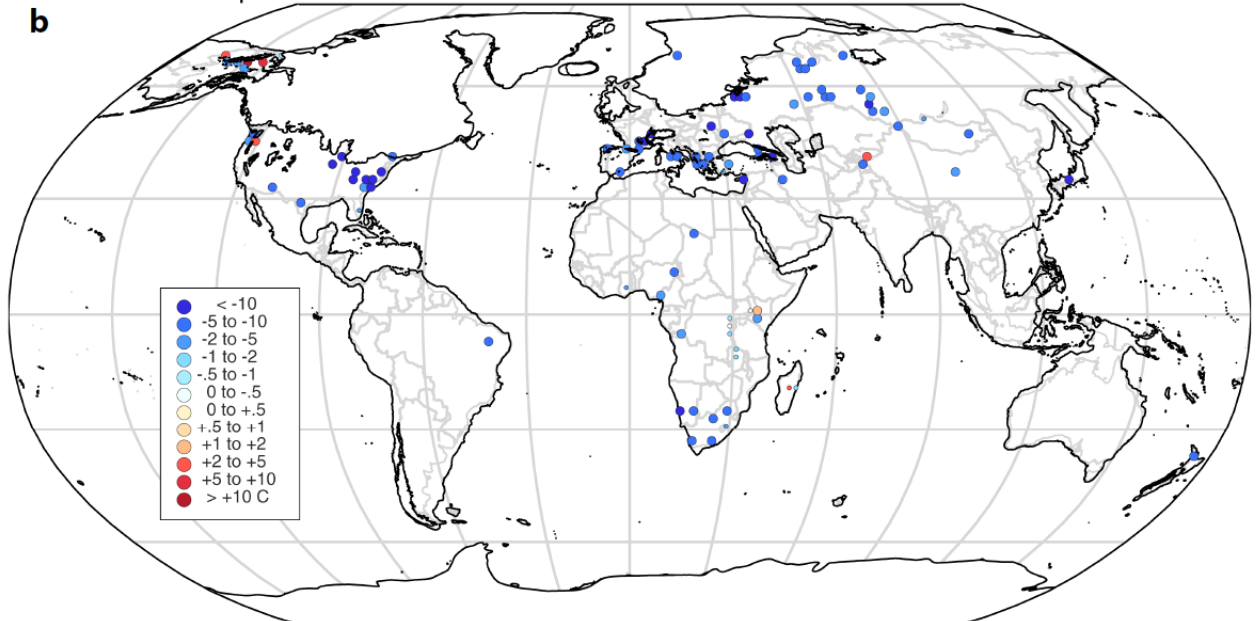 b
< -10
-5 to -10
-2 to -5
-1 to -2
-.5 to -1
0 to -.5
0 to +.5
+.5 to +1
+1 to +2
+2 to +5
+5 to +10
> +10 C